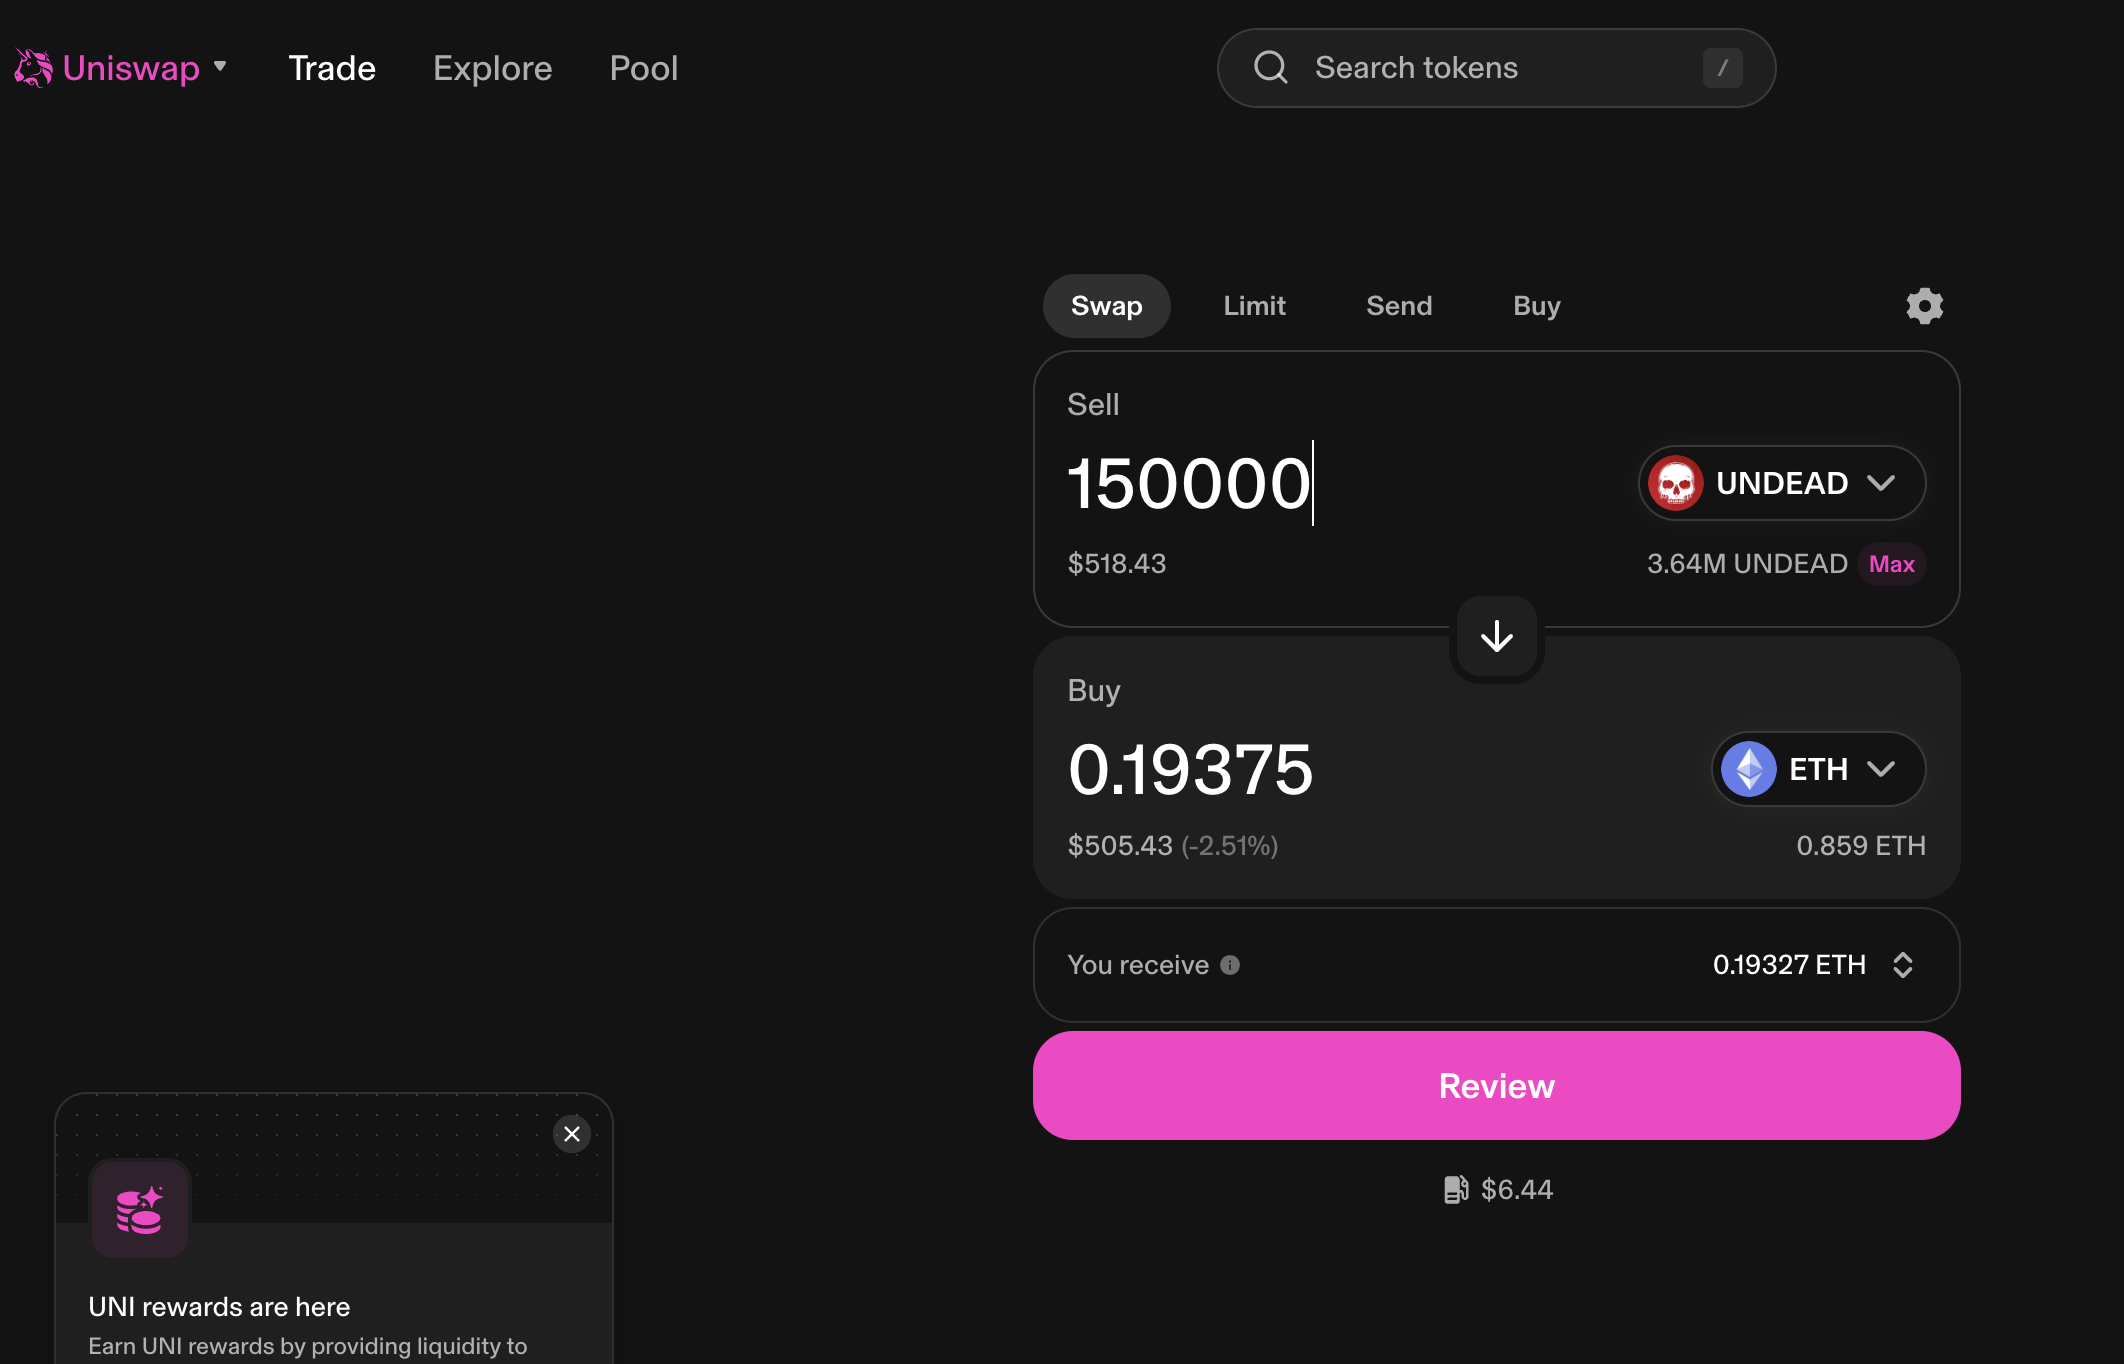 Uniswap
Trade
Explore
Pool
Search tokens
/
Swap
Limit
Send
Buy
Sell
150000
UNDEAD
$518.43
3.64M UNDEAD
Max
Buy
0.19375
ETH
$505.43 (-2.51%)
0.859 ETH
You receive
0.19327 ETH
Review
$6.44
UNI rewards are here
Earn UNI rewards by providing liquidity to